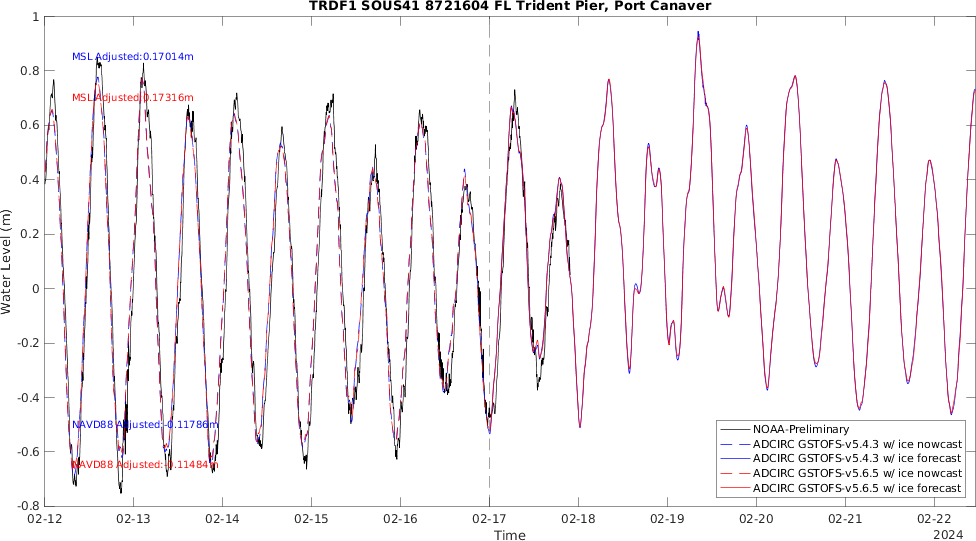 TRDF1 SOUS41 8721604 FL Trident Pier, Port Canaver
1
0.8
0.6
0.4
0.2
0
-0.2
-0.4
-0.6
-0.8
Water Level (m)
MSL Adjusted:0.17014m
MSL Adjusted:0.17316m
NAVD88 Adjusted:-0.11786m
NAVD88 Adjusted:-0.11484m
NOAA-Preliminary
ADCIRC GSTOFS-v5.4.3 w/ ice nowcast
ADCIRC GSTOFS-v5.4.3 w/ ice forecast
ADCIRC GSTOFS-v5.6.5 w/ ice nowcast
ADCIRC GSTOFS-v5.6.5 w/ ice forecast
02-12 02-13 02-14 02-15 02-16 02-17 02-18 02-19 02-20 02-21 02-22
Time
2024